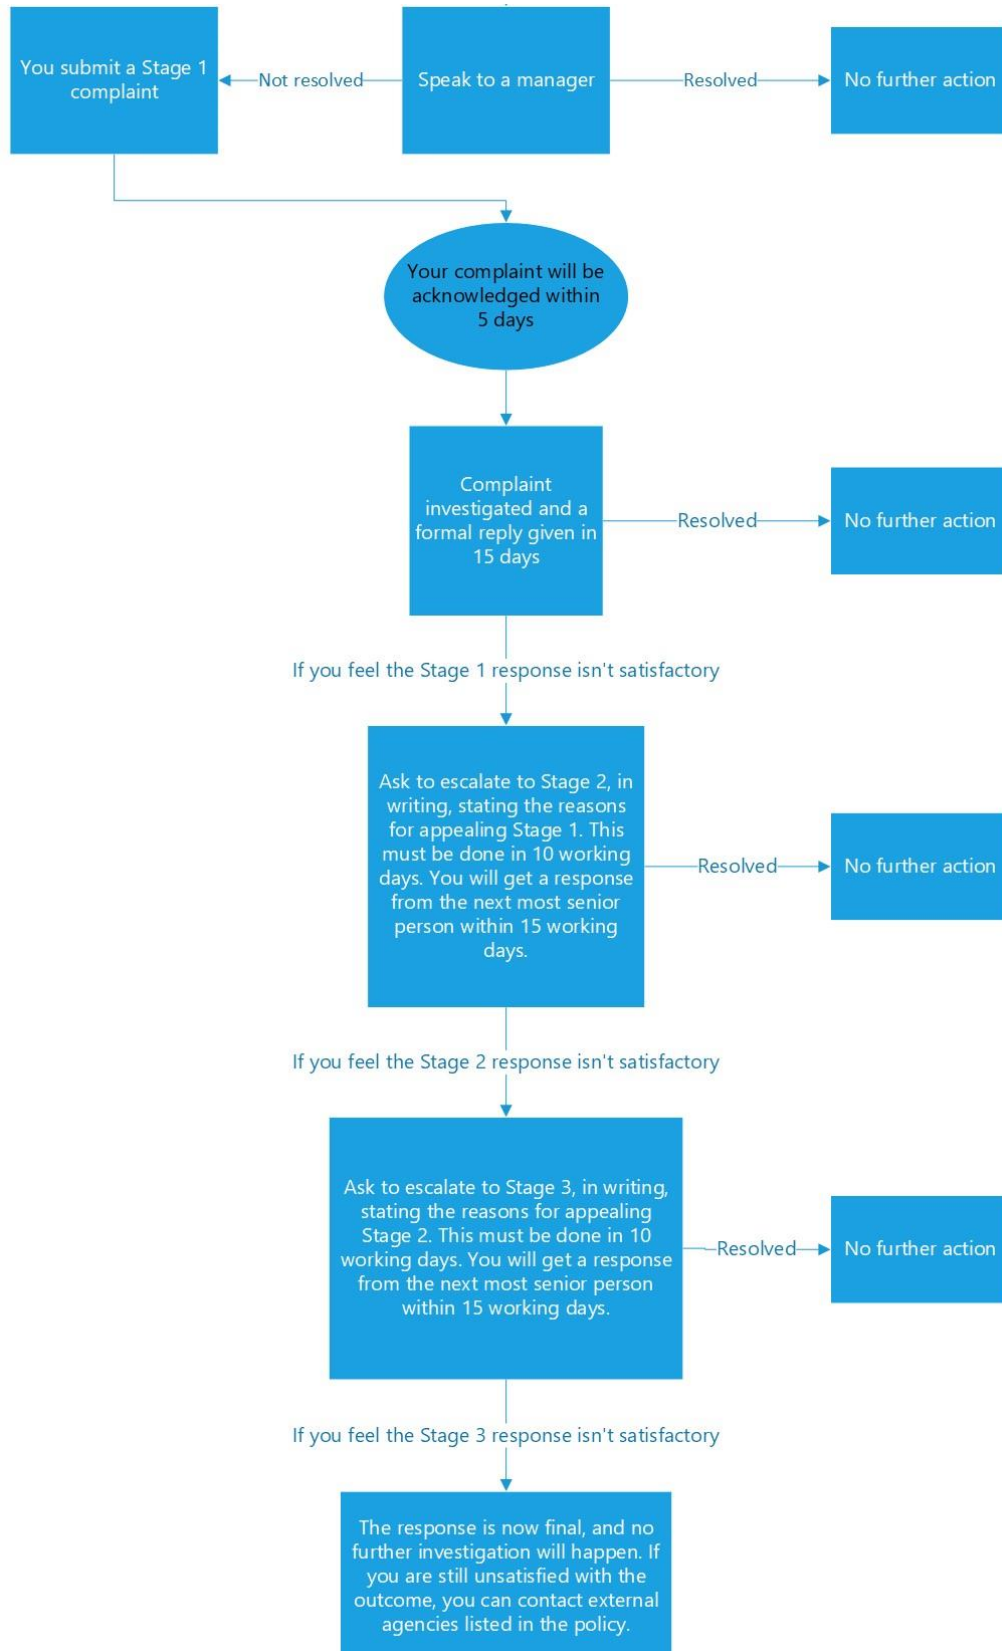 You submit a Stage 1
complaint
Not resolved
Speak to a manager
Resolved
No further action
Your complaint will be
acknowledged within
5 days
Complaint
investigated and a
formal reply given in
15 days
Resolved
No further action
If you feel the Stage 1 response isn't satisfactory
Ask to escalate to Stage 2, in
writing, stating the reasons
for appealing Stage 1. This
must be done in 10 working
days. You will get a response
from the next most senior
person within 15 working
days.
Resolved
No further action
If you feel the Stage 2 response isn't satisfactory
Ask to escalate to Stage 3, in writing,
stating the reasons for appealing
Stage 2. This must be done in 10
working days. You will get a response
from the next most senior person
within 15 working days.
Resolved
No further action
If you feel the Stage 3 response isn't satisfactory
The response is now final, and no
further investigation will happen. If
you are still unsatisfied with the
outcome, you can contact external
agencies listed in the policy.